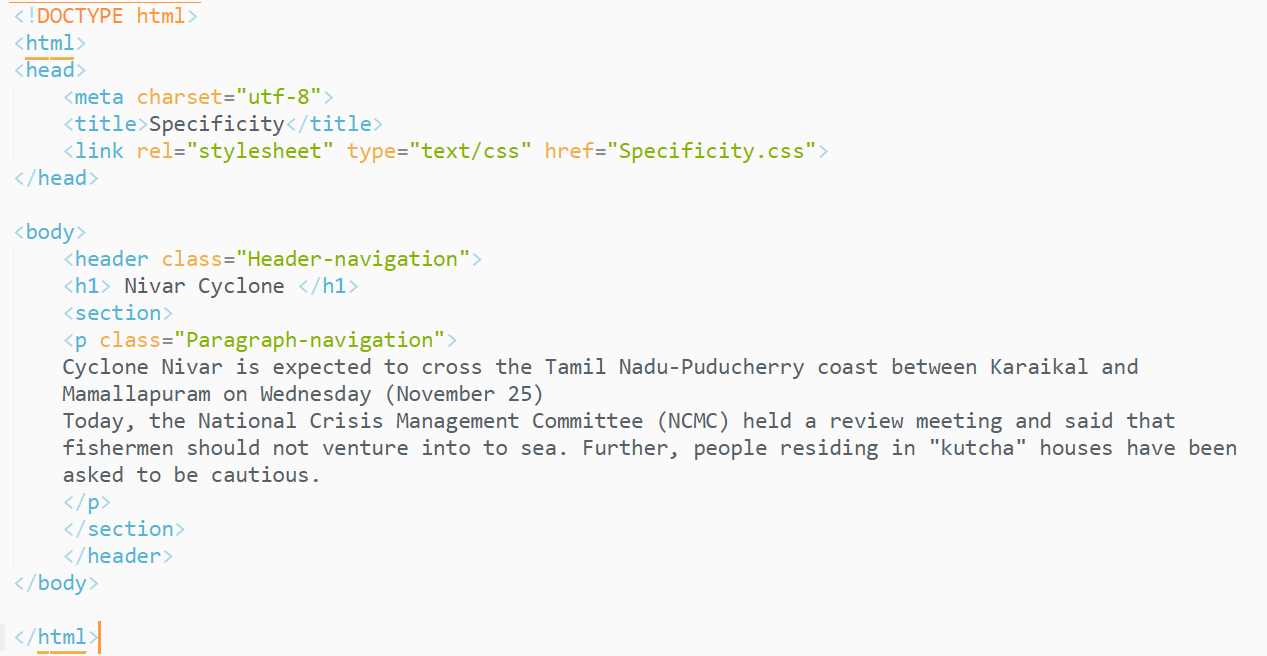 <!DOCTYPE html>
<html>
<head>
    <meta charset="utf-8">
    <title>Specificity</title>
    <link rel="stylesheet" type="text/css" href="Specificity.css">
</head>

<body>
    <header class="Header-navigation">
    <h1> Nivar Cyclone </h1>
    <section>
    <p class="Paragraph-navigation">
    Cyclone Nivar is expected to cross the Tamil Nadu-Puducherry coast between Karaikal and
    Mamallapuram on Wednesday (November 25)
    Today, the National Crisis Management Committee (NCMC) held a review meeting and said that
    fishermen should not venture into to sea. Further, people residing in "kutcha" houses have been
    asked to be cautious.
    </p>
    </section>
    </header>
</body>

</html>